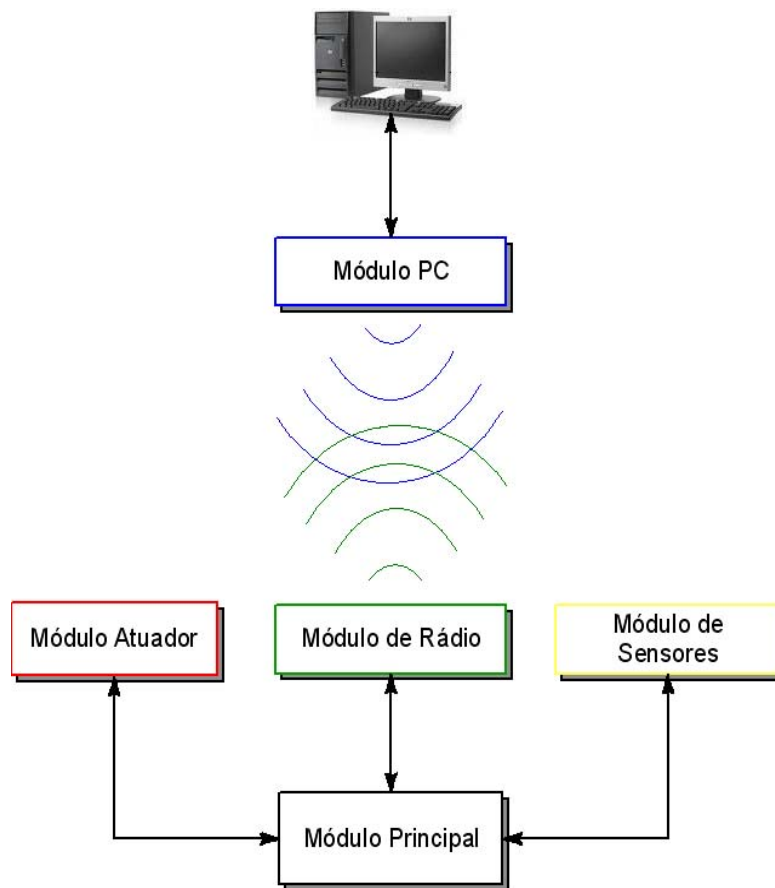 Módulo PC
Módulo Atuador
Módulo de Rádio
Módulo de
Sensores
Módulo Principal